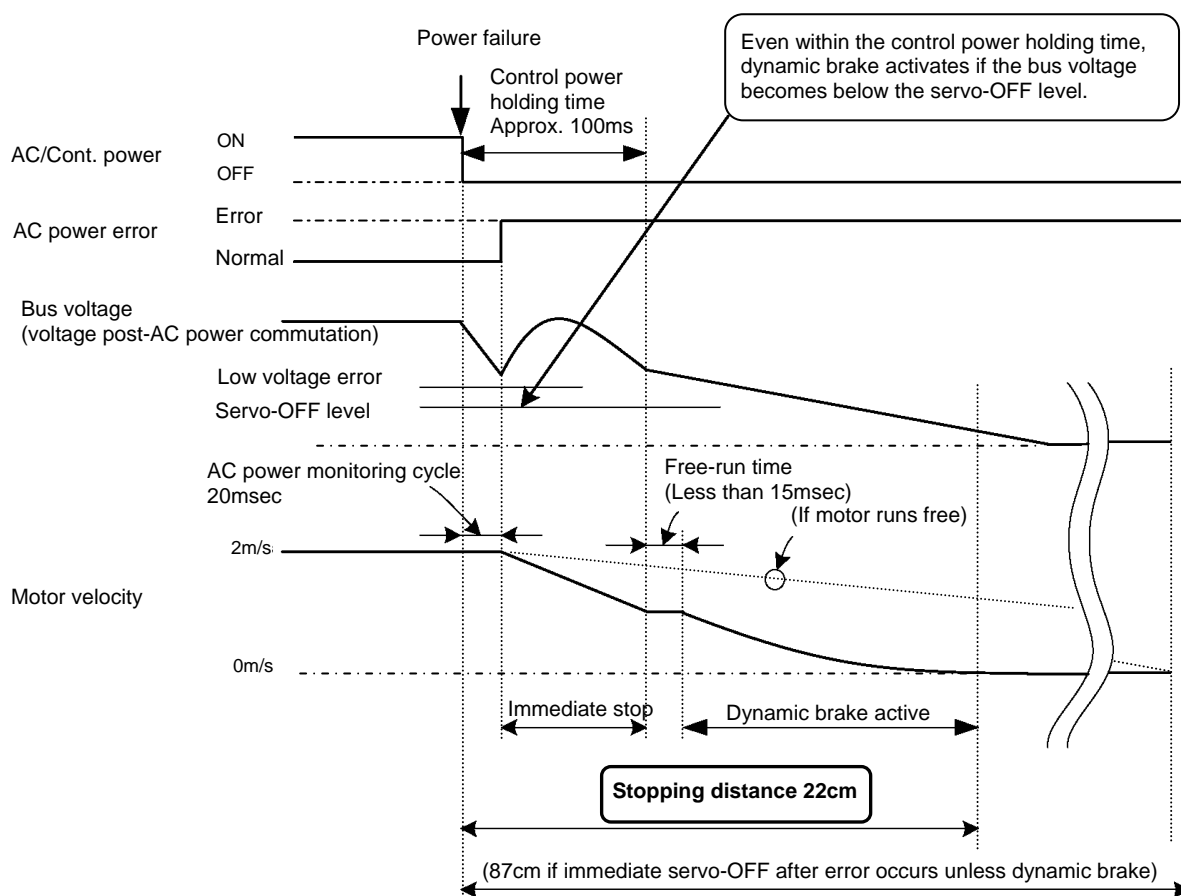 Power failure
Even within the control power holding time,
dynamic brake activates if the bus voltage
becomes below the servo-OFF level.
Control power
holding time
Approx. 100ms
AC/Cont. power
ON
OFF
AC power error
Error
Normal
Bus voltage
(voltage post-AC power commutation)
Low voltage error
Servo-OFF level
AC power monitoring cycle
20msec
Free-run time
(Less than 15msec)
(If motor runs free)
2m/s
Motor velocity
0m/s
Immediate stop
Dynamic brake active
Stopping distance 22cm
(87cm if immediate servo-OFF after error occurs unless dynamic brake)